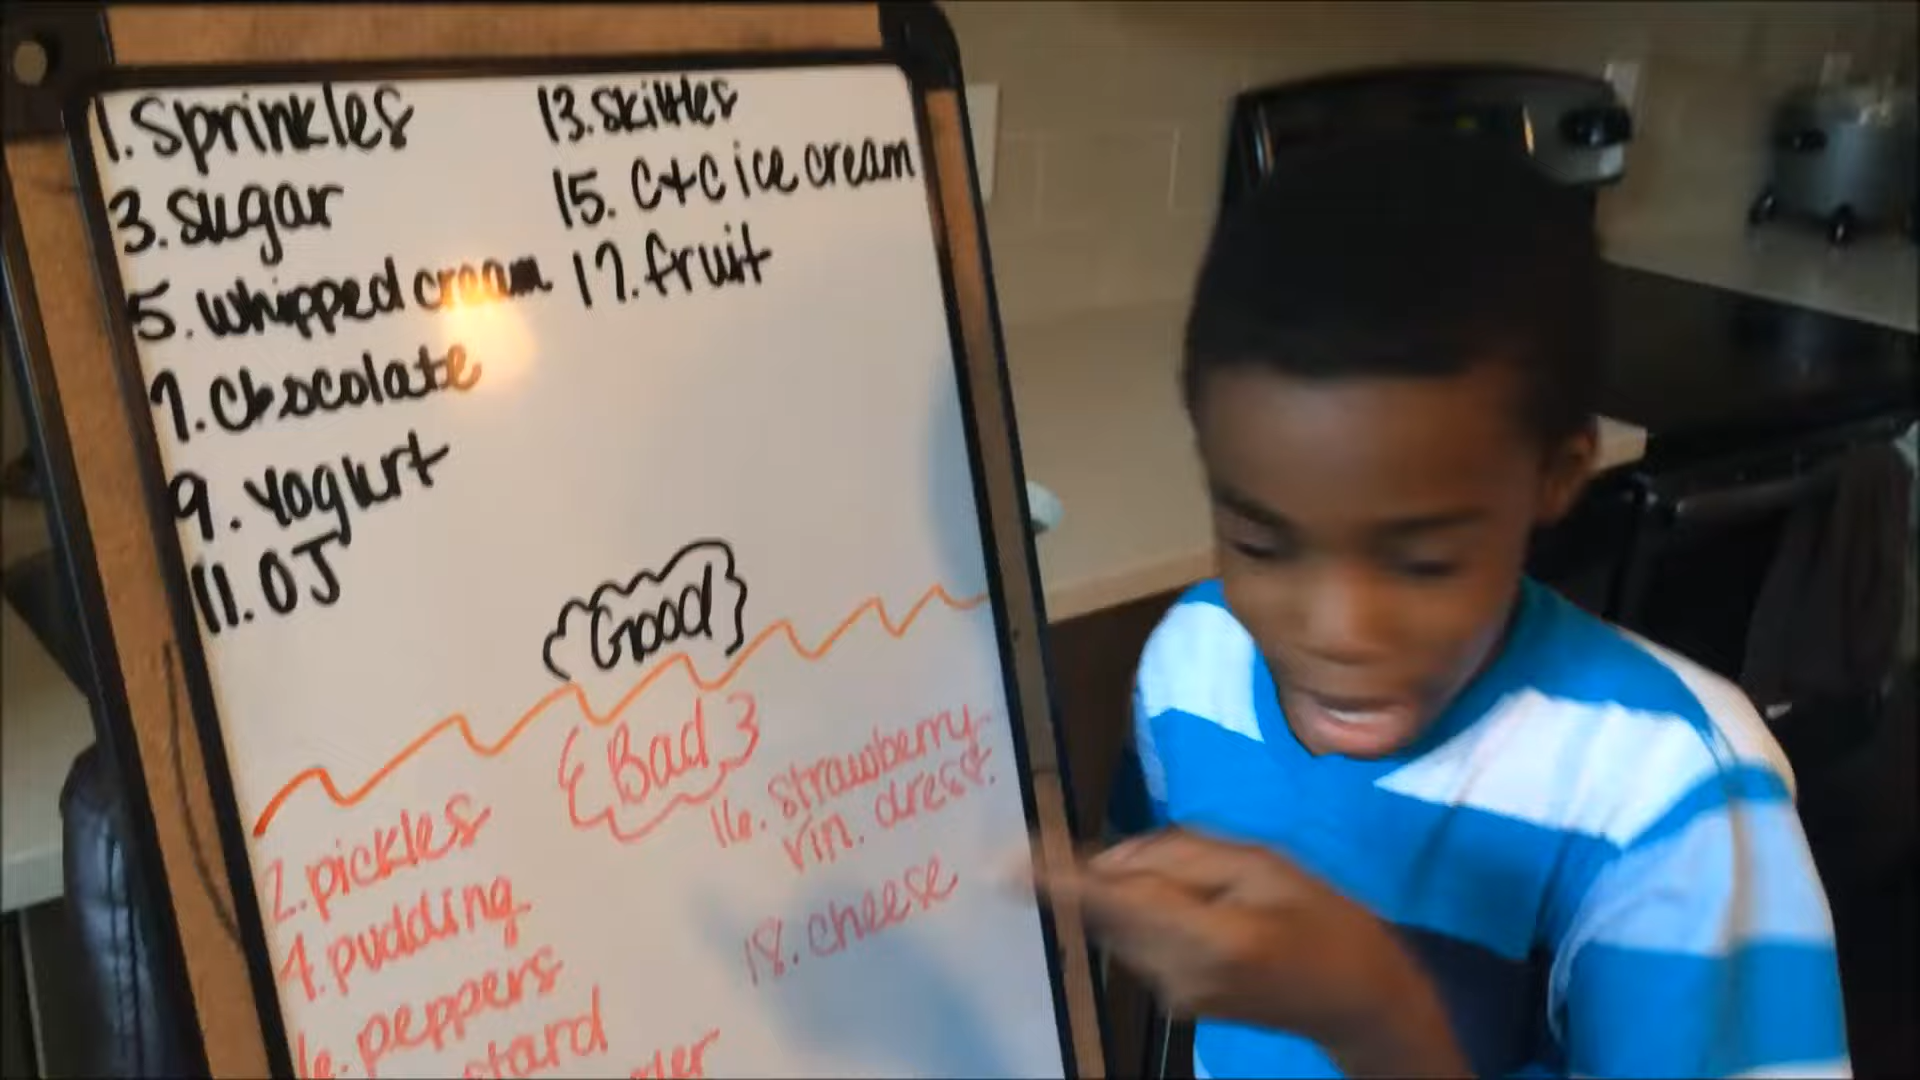 1. Sprinkles
3. sugar
5. whipped cream
7. Chocolate
9. Yogurt
11. OJ
13. skittles
15. C+C ice cream
17. fruit
{Good}
{Bad}
2. pickles
4. pudding
6. peppers
16. strawberry
vin. dress.
18. cheese